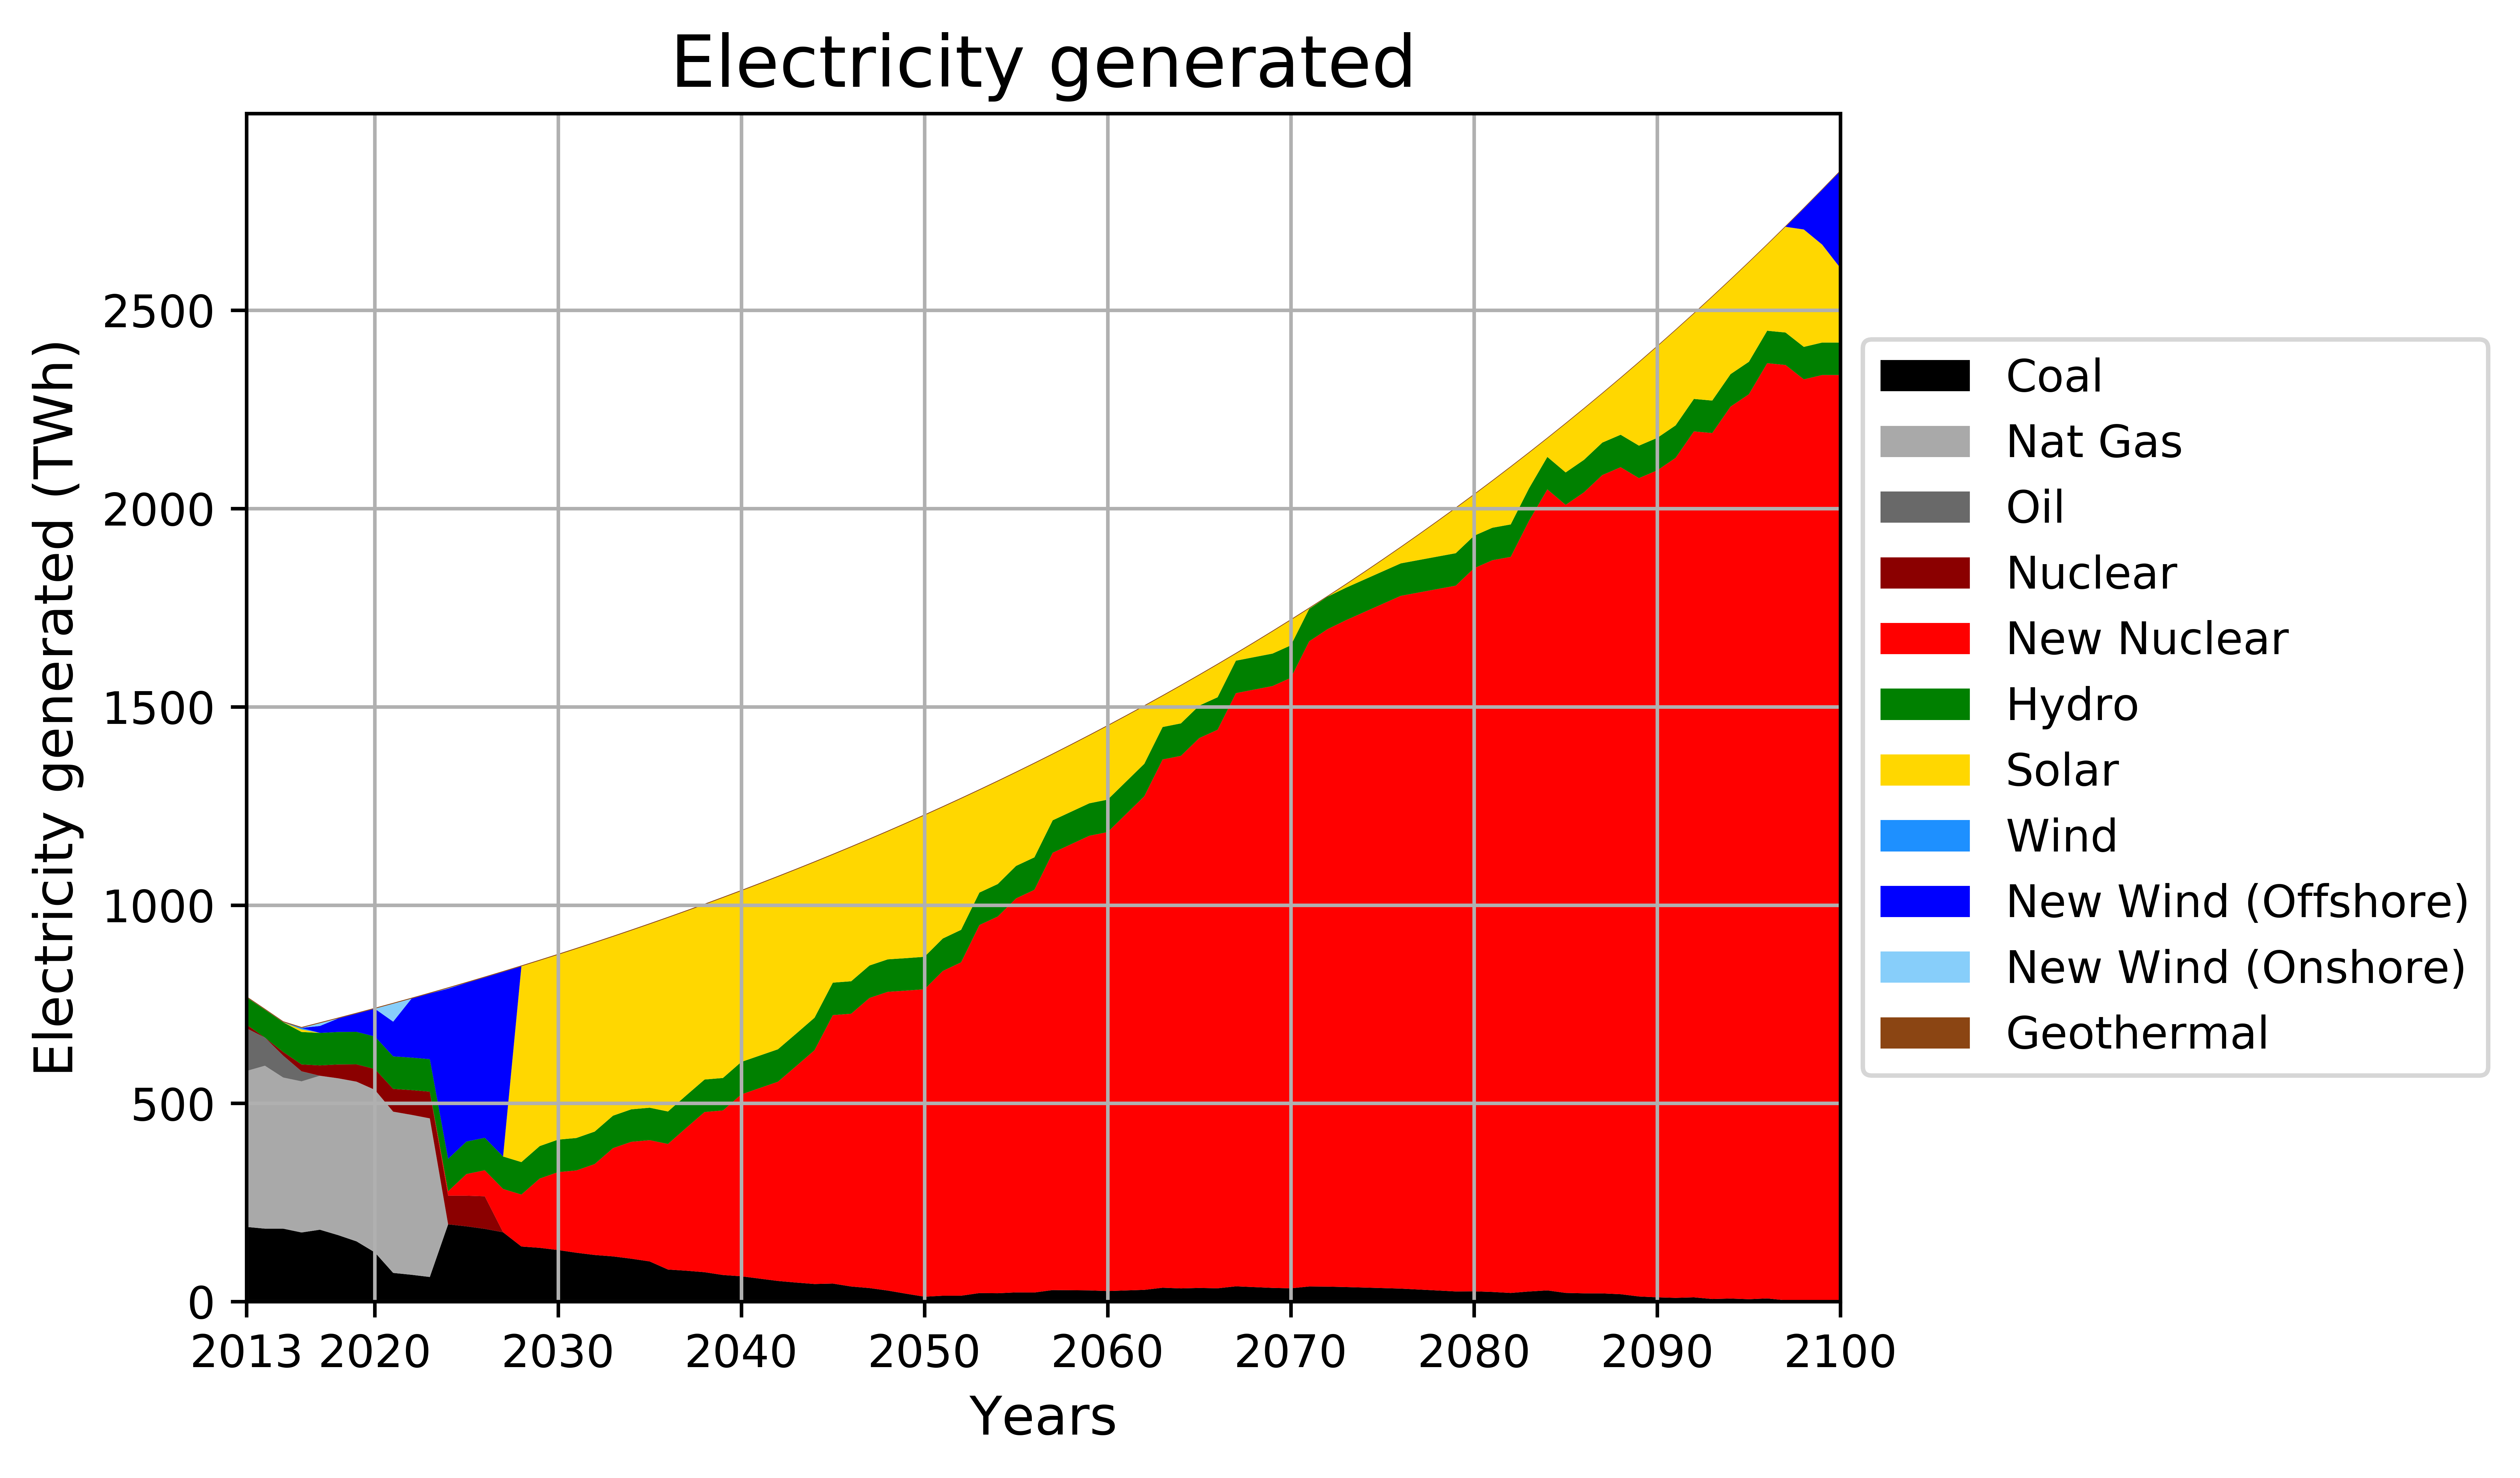 Electricity generated
Electricity generated (TWh)
2500
2000
1500
1000
500
0
2013 2020 2030 2040 2050 2060 2070 2080 2090 2100
Years
Coal
Nat Gas
Oil
Nuclear
New Nuclear
Hydro
Solar
Wind
New Wind (Offshore)
New Wind (Onshore)
Geothermal